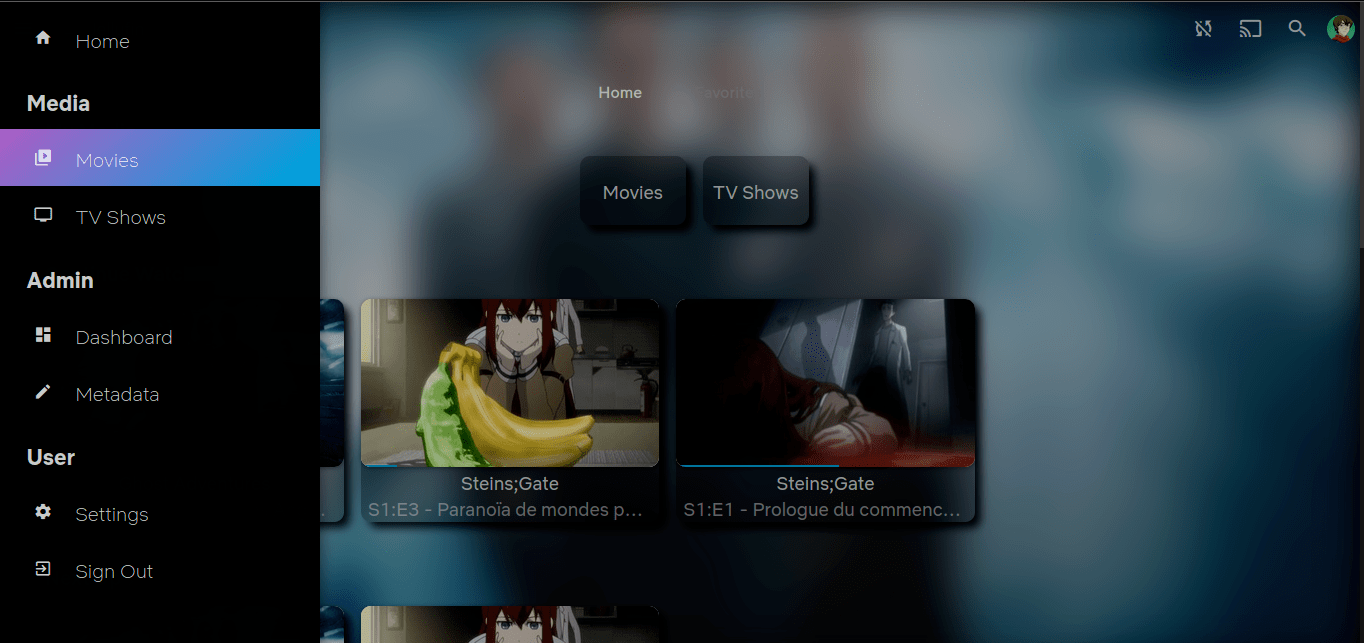 Home
Media
Movies
TV Shows
Admin
Dashboard
Metadata
User
Settings
Sign Out
Home Favorite
Movies TV Shows
Steins;Gate
S1:E3 - Paranoïa de mondes p...
Steins;Gate
S1:E1 - Prologue du commenc...